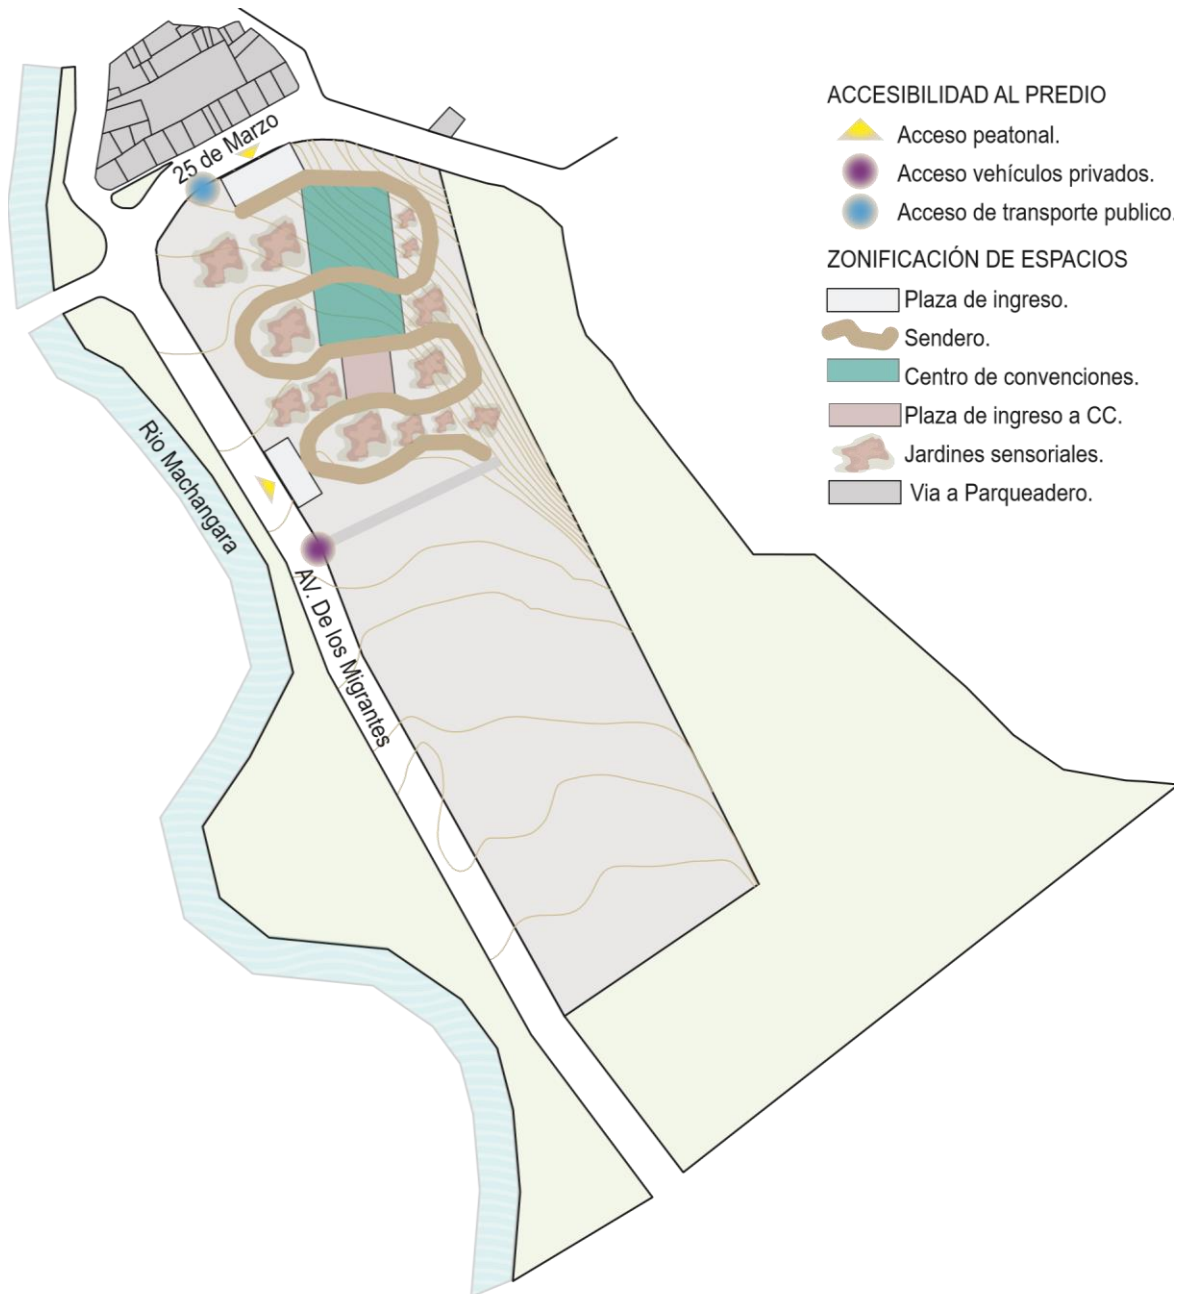 25 de Marzo
Rio Machangara
AV. De los Migrantes
ACCESIBILIDAD AL PREDIO
Acceso peatonal.
Acceso vehículos privados.
Acceso de transporte publico.
ZONIFICACIÓN DE ESPACIOS
Plaza de ingreso.
Sendero.
Centro de convenciones.
Plaza de ingreso a CC.
Jardines sensoriales.
Via a Parqueadero.